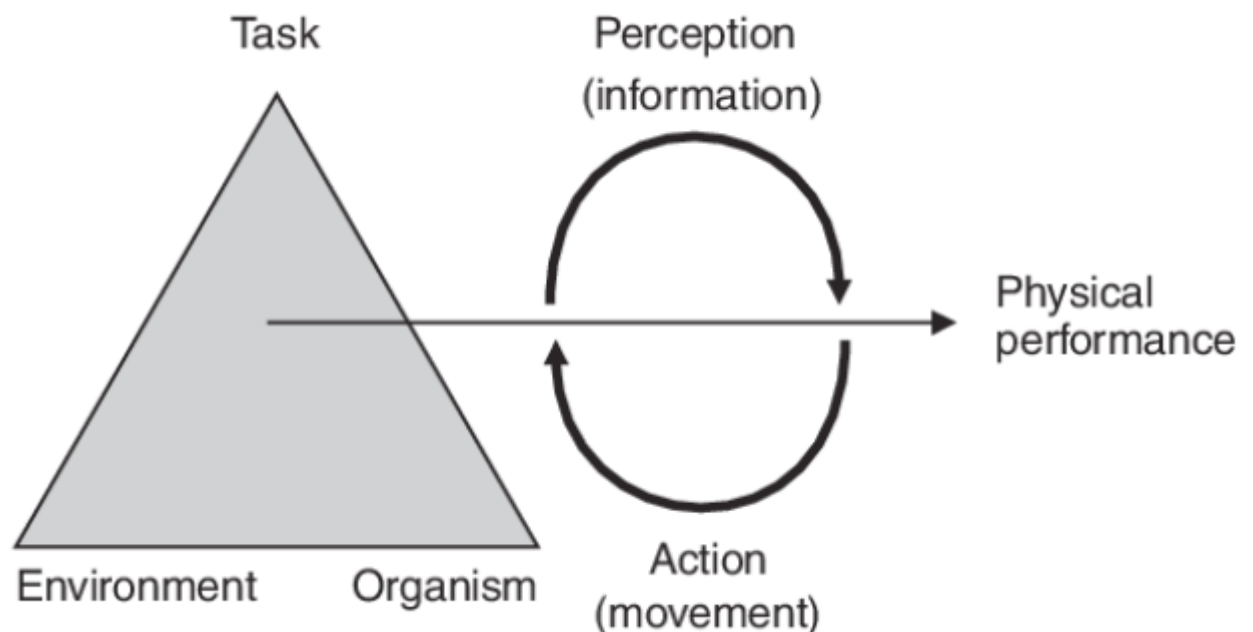 Task
Perception
(information)
Physical
performance
Environment
Organism
Action
(movement)